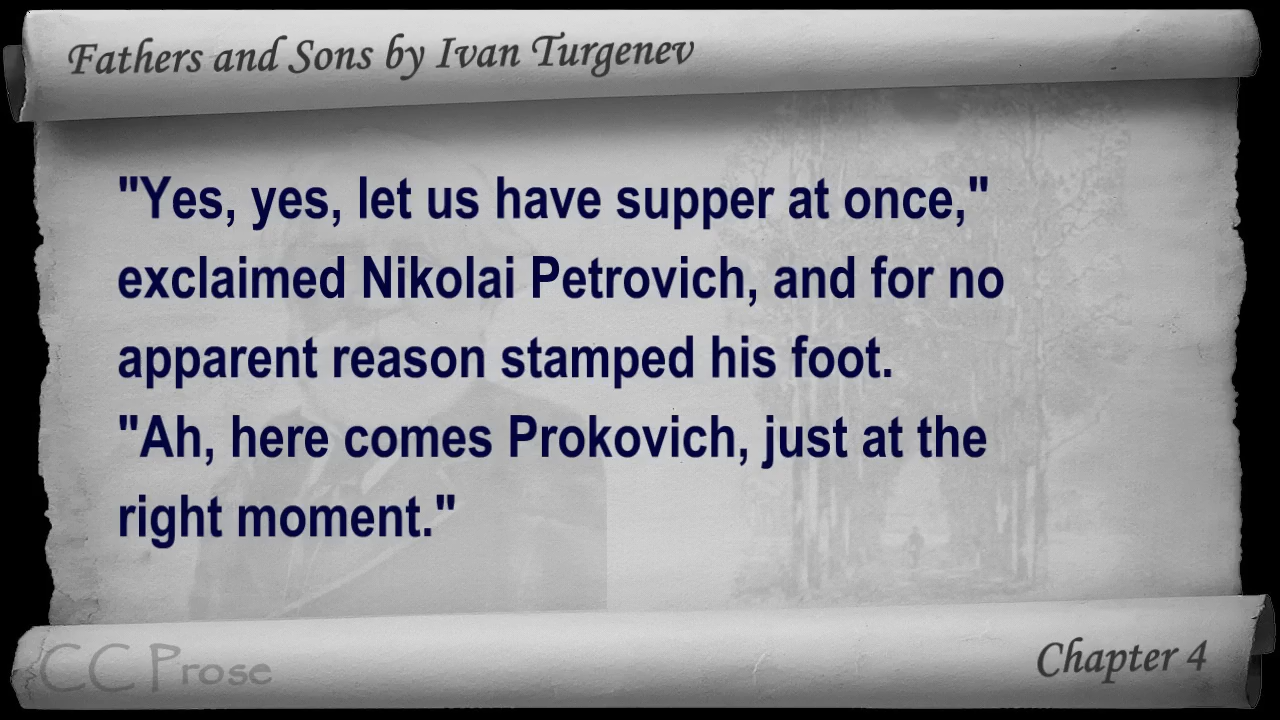 Fathers and Sons by Ivan Turgenev
"Yes, yes, let us have supper at once,"
exclaimed Nikolai Petrovich, and for no
apparent reason stamped his foot.
"Ah, here comes Prokovich, just at the
right moment."
CC Prose
Chapter 4